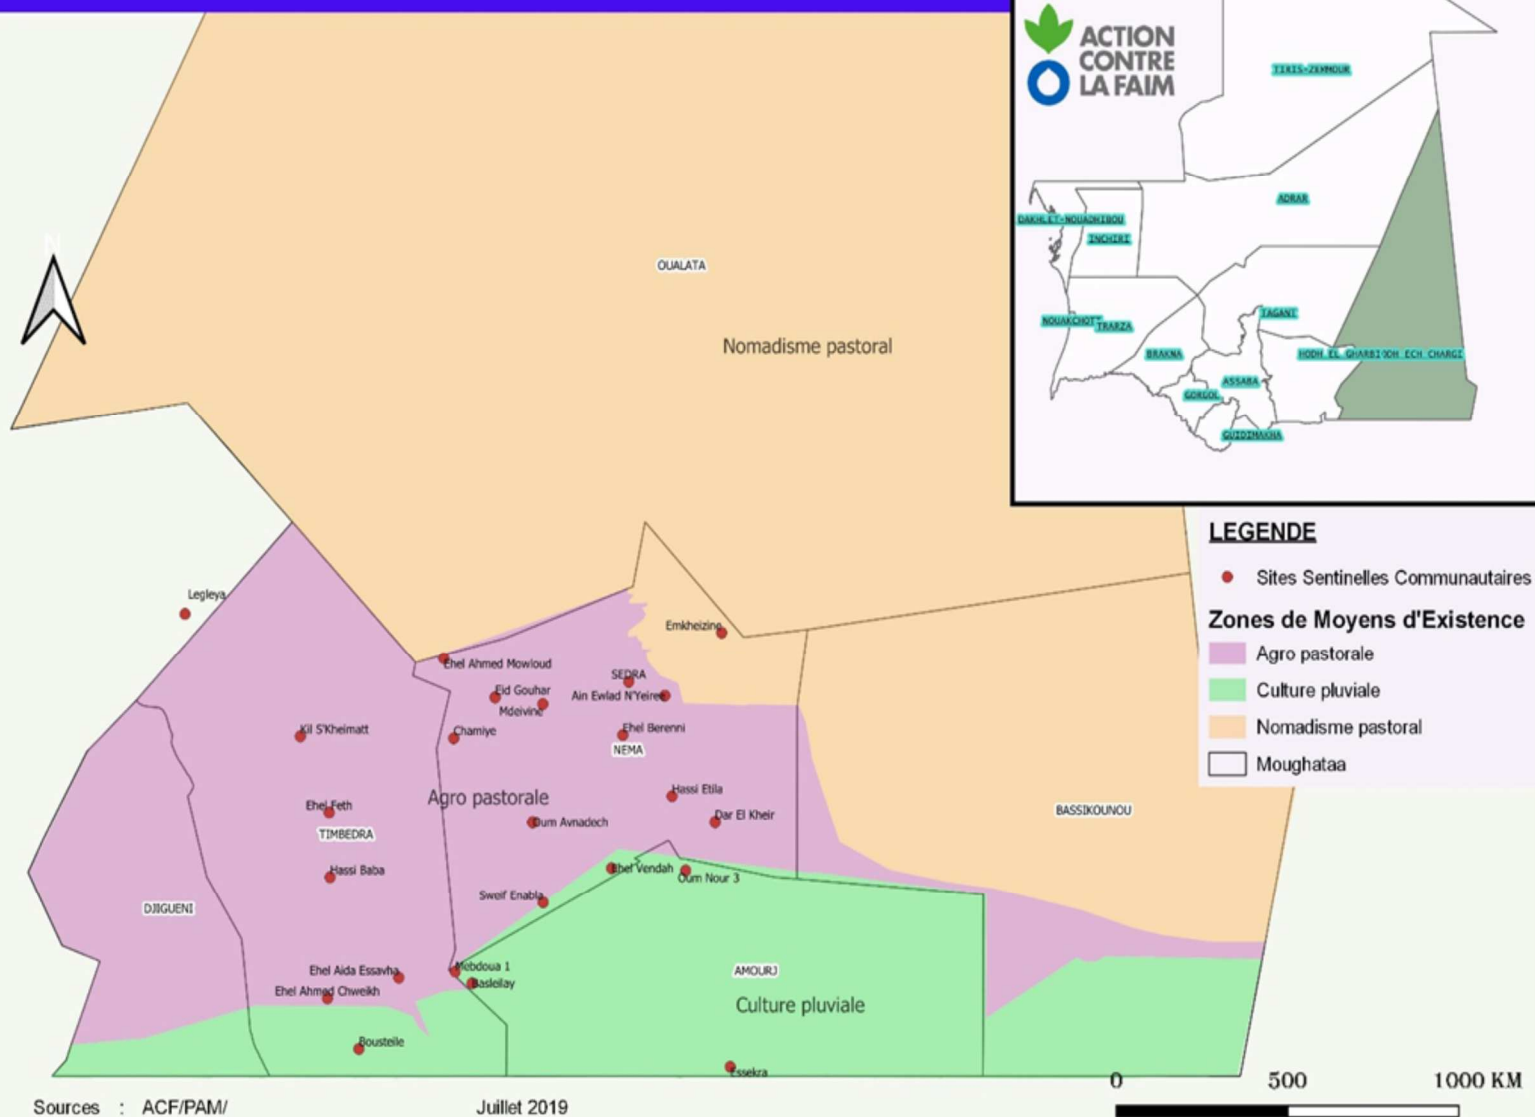 N
OUALATA
Nomadisme pastoral
ACTION
CONTRE
LA FAIM
TIRIS-ZEMMOUR
ADRAR
DAKHLET-NOUADHIBOU
INCHIRI
NOUAKCHOTT
TRARZA
TAGANT
BRAKNA
HODH EL GHARBI
ODH ECH CHARGI
ASSABA
GORGOL
GUIDIMAKHA
LEGENDE
Sites Sentinelles Communautaires
Zones de Moyens d'Existence
Agro pastorale
Culture pluviale
Nomadisme pastoral
Moughataa
Legleya
Emkheizine
Ehel Ahmed Mowloud
SEDRA
Eid Gouhar
Ain Ewlad N'Yeiree
Mdeivine
Kil S'Kheimatt
Chamiye
Ehel Berenni
NEMA
Hassi Etila
Agro pastorale
Ehel Feth
Dar El Kheir
BASSIKOUNOU
Oum Avnadech
TIMBEDRA
Hassi Baba
Ehel Vendah
Oum Nour 3
Sweif Enabla
DJIGUENI
Mebdoua 1
Ehel Aida Essavha
AMOURJ
Basleilay
Ehel Ahmed Chweikh
Culture pluviale
Bousteile
Essekra
0 500 1000 KM
Sources : ACF/PAM/ Juillet 2019